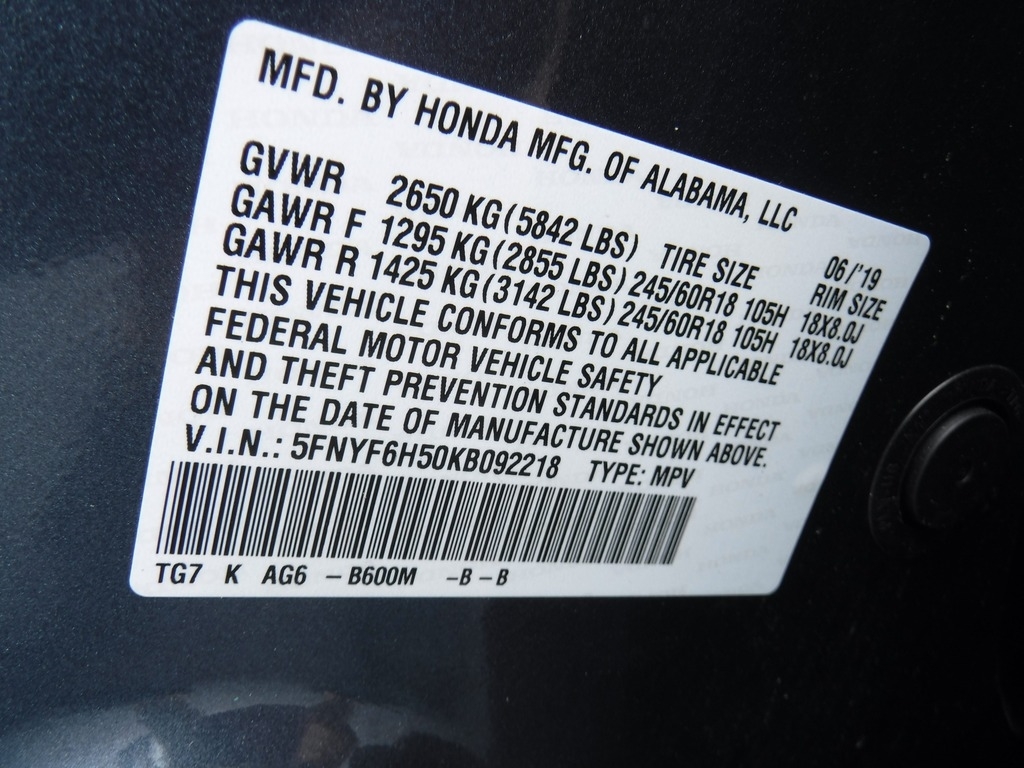 MFD. BY HONDA MFG. OF ALABAMA, LLC
06/'19
GVWR 2650 KG (5842 LBS) TIRE SIZE RIM SIZE
GAWR F 1295 KG (2855 LBS) 245/60R18 105H 18X8.0J
GAWR R 1425 KG (3142 LBS) 245/60R18 105H 18X8.0J
THIS VEHICLE CONFORMS TO ALL APPLICABLE
FEDERAL MOTOR VEHICLE SAFETY
AND THEFT PREVENTION STANDARDS IN EFFECT
ON THE DATE OF MANUFACTURE SHOWN ABOVE.
V.I.N.: 5FNYF6H50KB092218 TYPE: MPV
TG7 K AG6 – B600M – B – B